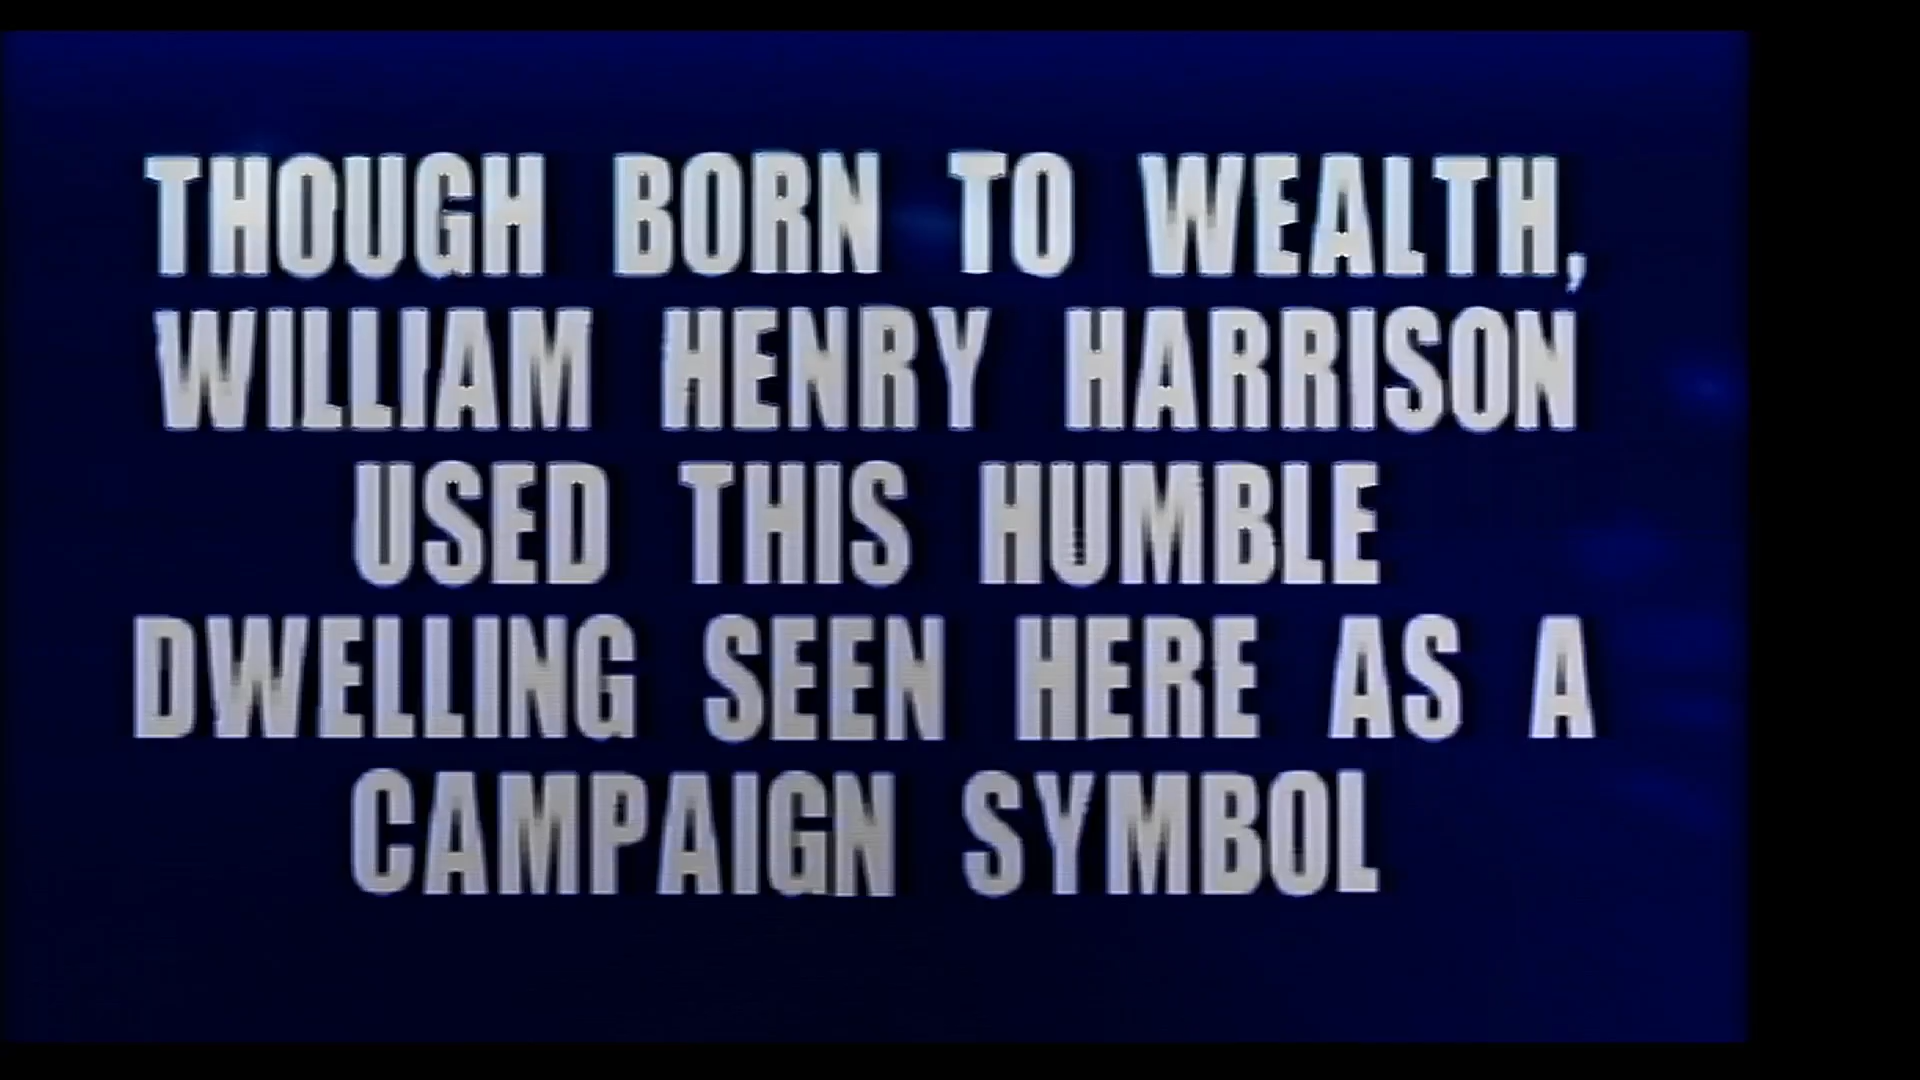 THOUGH BORN TO WEALTH,
WILLIAM HENRY HARRISON
USED THIS HUMBLE
DWELLING SEEN HERE AS A
CAMPAIGN SYMBOL